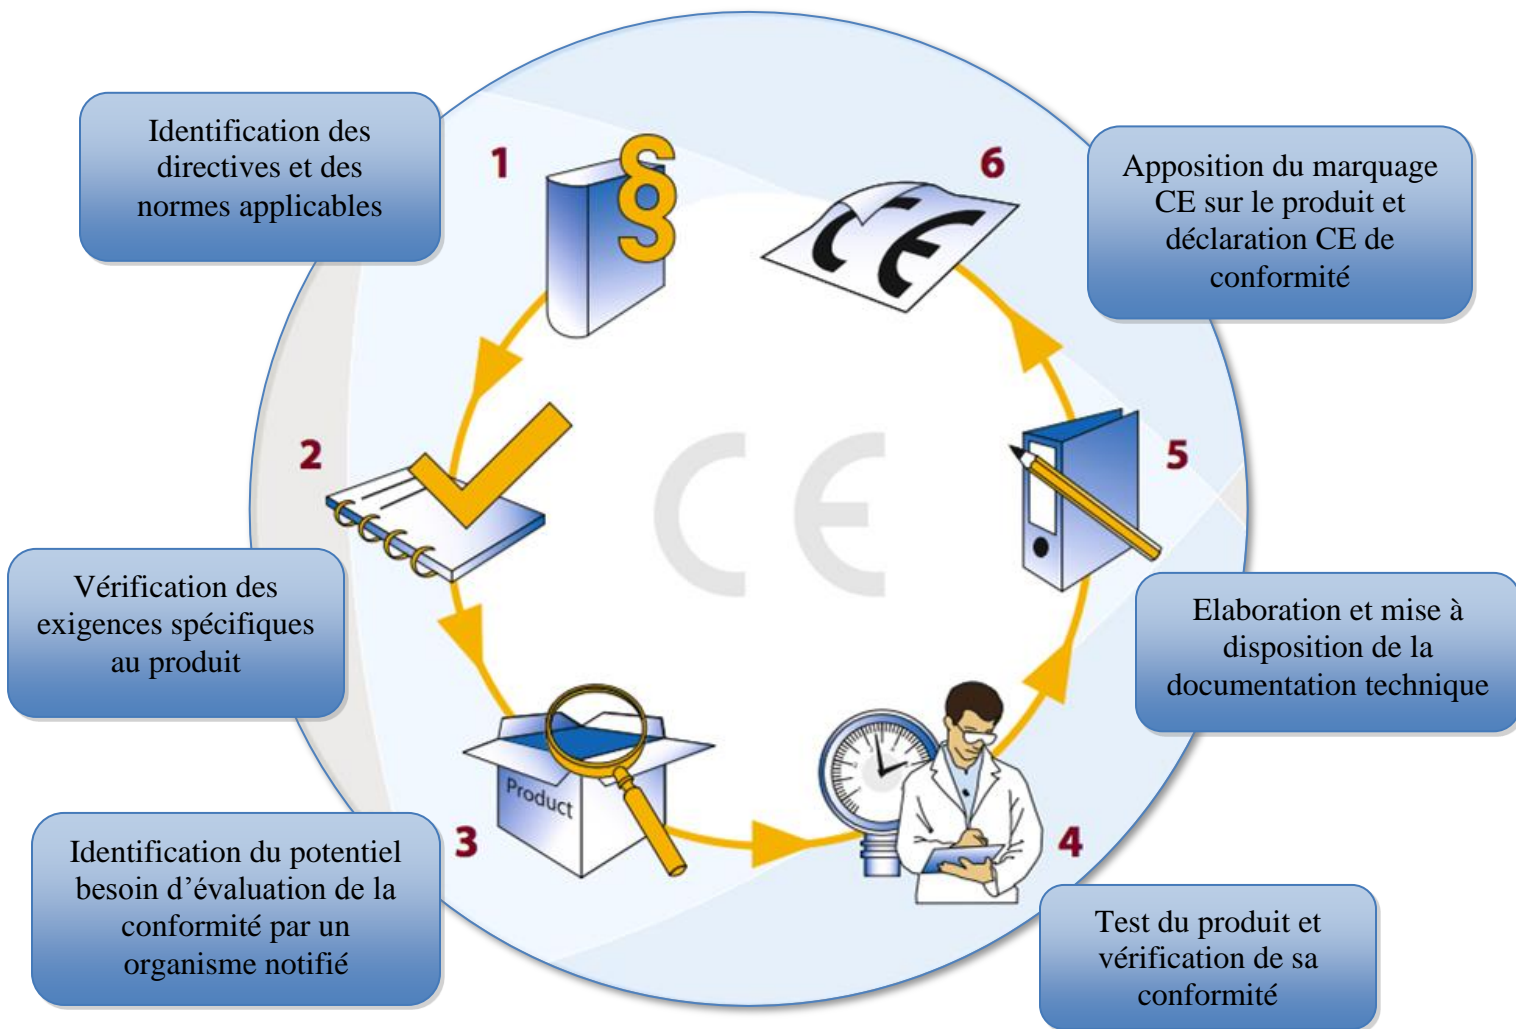 1
Identification des
directives et des
normes applicables
2
Vérification des
exigences spécifiques
au produit
3
Product
Identification du potentiel
besoin d’évaluation de la
conformité par un
organisme notifié
4
Test du produit et
vérification de sa
conformité
5
Elaboration et mise à
disposition de la
documentation technique
6
CE
Apposition du marquage
CE sur le produit et
déclaration CE de
conformité
CE